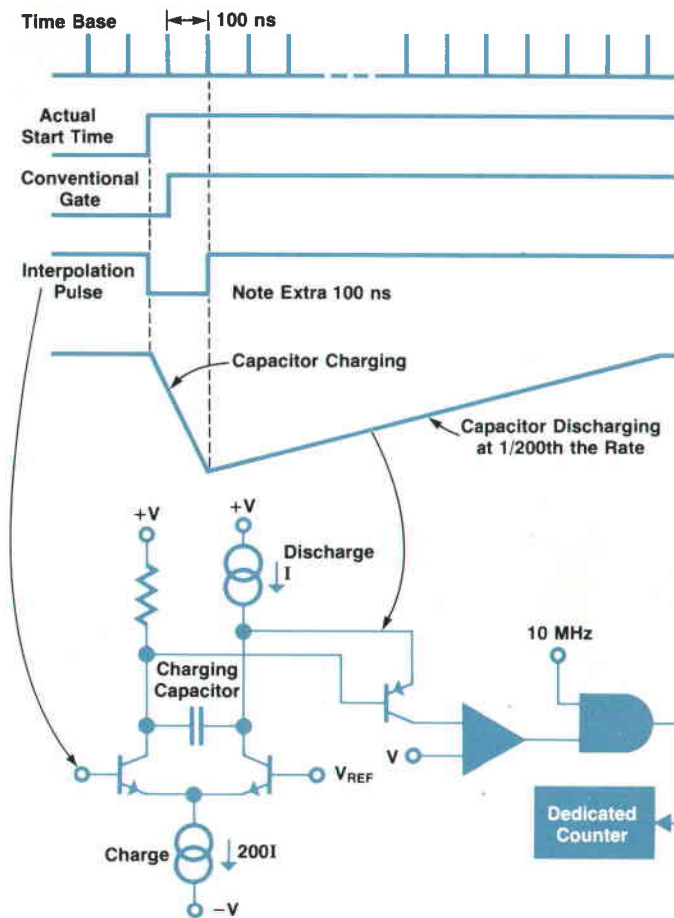 Time Base
100 ns
Actual
Start Time
Conventional
Gate
Interpolation
Pulse
Note Extra 100 ns
Capacitor Charging
Capacitor Discharging
at 1/200th the Rate
+V
+V
Discharge
I
10 MHz
Charging
Capacitor
V
VREF
Charge
200I
Dedicated
Counter
−V